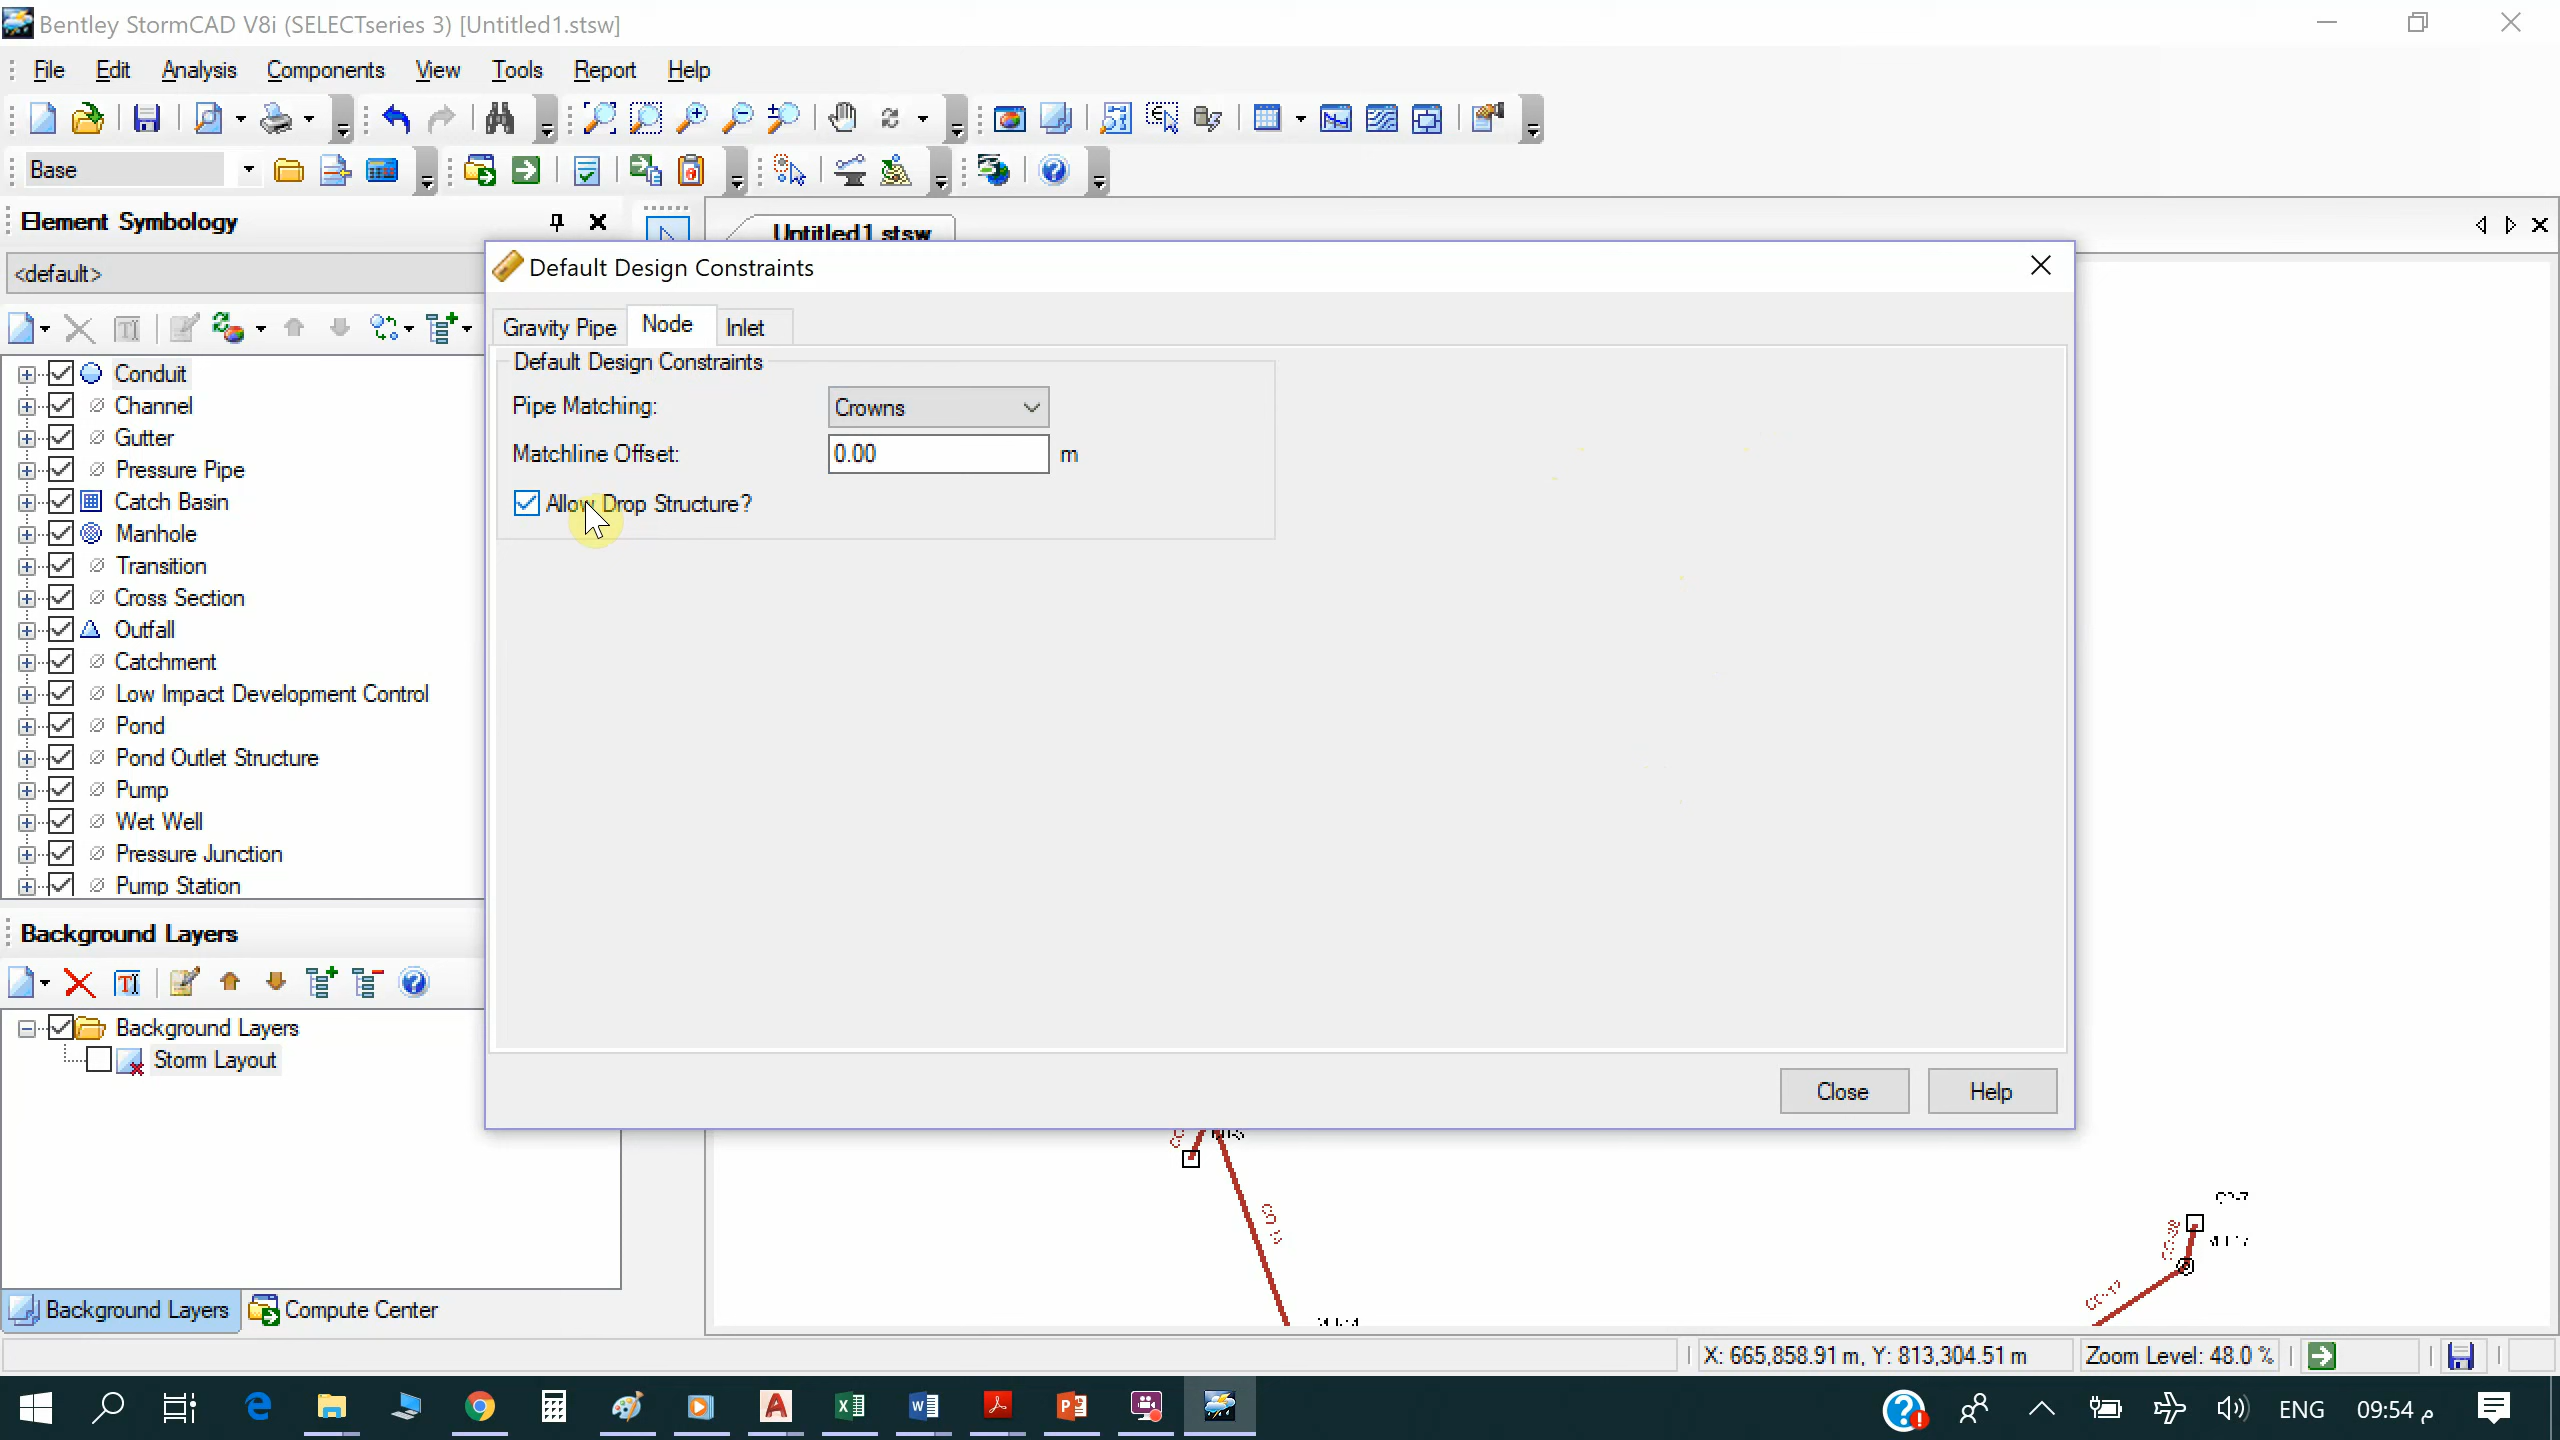 Bentley StormCAD V8i (SELECTseries 3) [Untitled1.stsw]
File Edit Analysis Components View Tools Report Help
Base
Element Symbology
<default>
Untitled1.stsw
Conduit
Channel
Gutter
Pressure Pipe
Catch Basin
Manhole
Transition
Cross Section
Outfall
Catchment
Low Impact Development Control
Pond
Pond Outlet Structure
Pump
Wet Well
Pressure Junction
Pump Station
Background Layers
Background Layers
Storm Layout
Background Layers
Compute Center
Default Design Constraints
Gravity Pipe Node Inlet
Default Design Constraints
Pipe Matching: Crowns
Matchline Offset: 0.00 m
Allow Drop Structure?
Close Help
X: 665,858.91 m, Y: 813,304.51 m
Zoom Level: 48.0 %
ENG 09:54 م